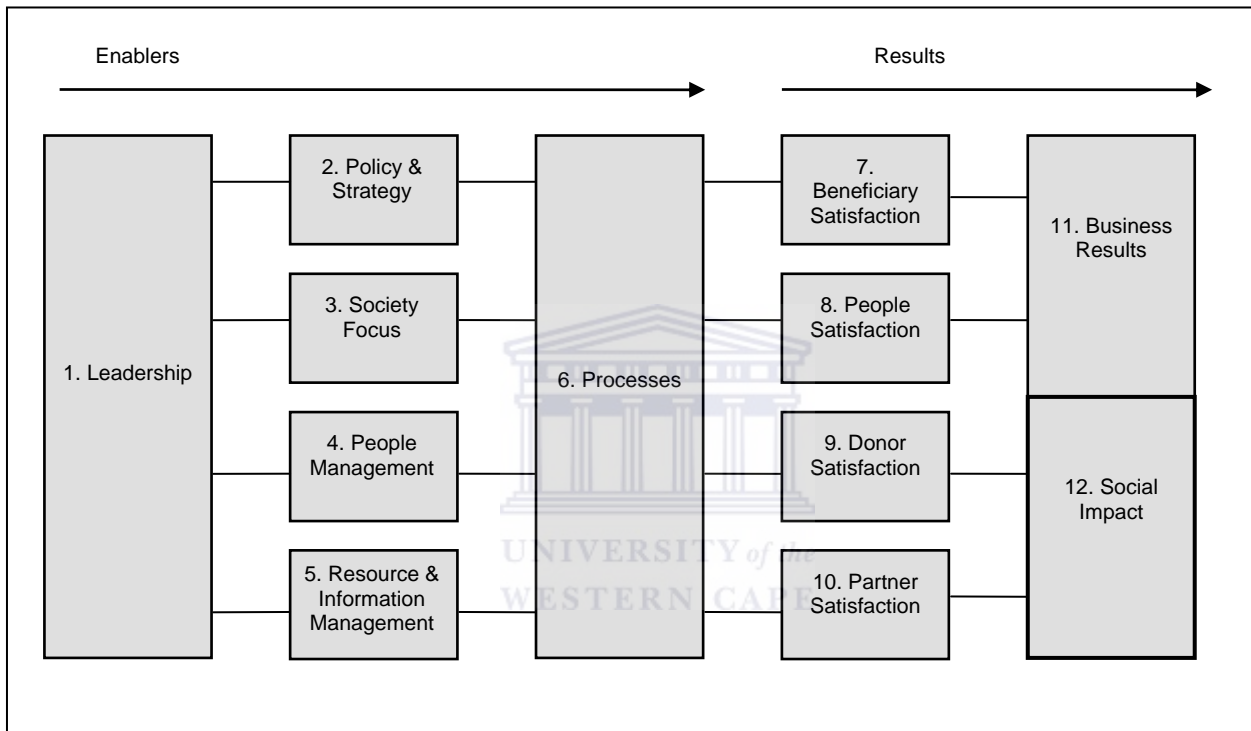 Enablers
Results
1. Leadership
2. Policy &
Strategy
3. Society
Focus
4. People
Management
5. Resource &
Information
Management
6. Processes
7.
Beneficiary
Satisfaction
8. People
Satisfaction
9. Donor
Satisfaction
10. Partner
Satisfaction
11. Business
Results
12. Social
Impact
UNIVERSITY of the
WESTERN CAPE